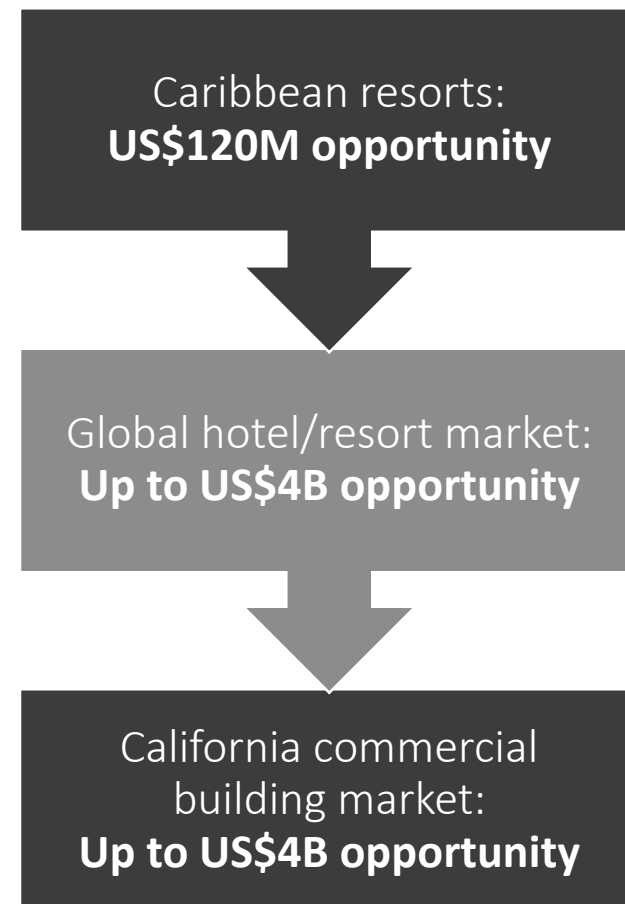 Caribbean resorts:
US$120M opportunity
Global hotel/resort market:
Up to US$4B opportunity
California commercial
building market:
Up to US$4B opportunity